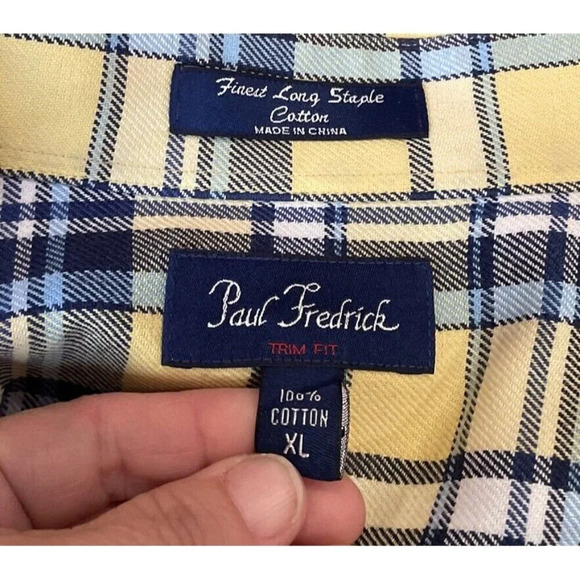 Finest Long Staple
Cotton
MADE IN CHINA
Paul Fredrick
TRIM FIT
100%
COTTON
XL